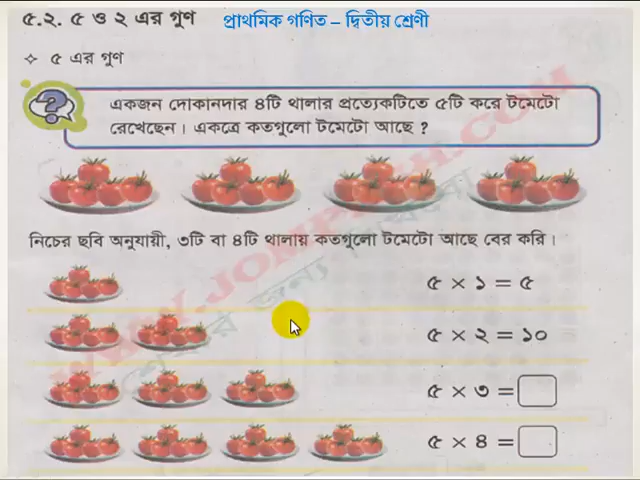 ৫.২. ৫ ও ২ এর গুণ
প্রাথমিক গণিত – দ্বিতীয় শ্রেণী
৫ এর গুণ
একজন দোকানদার ৪টি থালার প্রত্যেকটিতে ৫টি করে টমেটো
রেখেছেন। একত্রে কতগুলো টমেটো আছে ?
নিচের ছবি অনুযায়ী, ৩টি বা ৪টি থালায় কতগুলো টমেটো আছে বের করি।
৫ × ১ = ৫
৫ × ২ = ১০
৫ × ৩ =
৫ × ৪ =